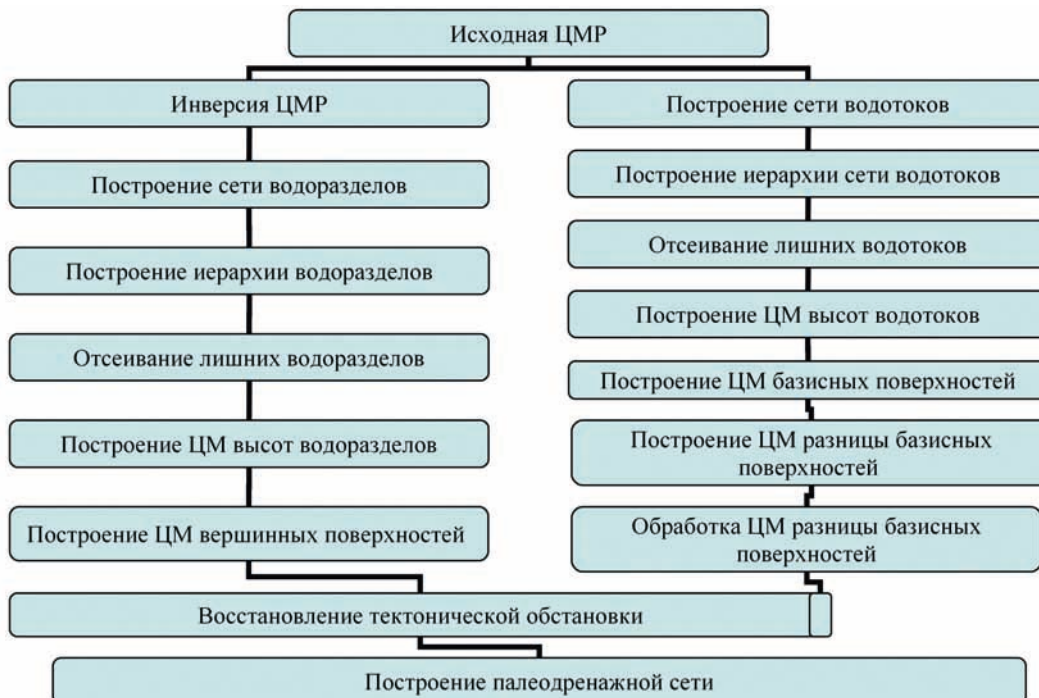 Исходная ЦМР
Инверсия ЦМР
Построение сети водоразделов
Построение иерархии водоразделов
Отсеивание лишних водоразделов
Построение ЦМ высот водоразделов
Построение ЦМ вершинных поверхностей
Построение сети водотоков
Построение иерархии сети водотоков
Отсеивание лишних водотоков
Построение ЦМ высот водотоков
Построение ЦМ базисных поверхностей
Построение ЦМ разницы базисных
поверхностей
Обработка ЦМ разницы базисных
поверхностей
Восстановление тектонической обстановки
Построение палеодренажной сети